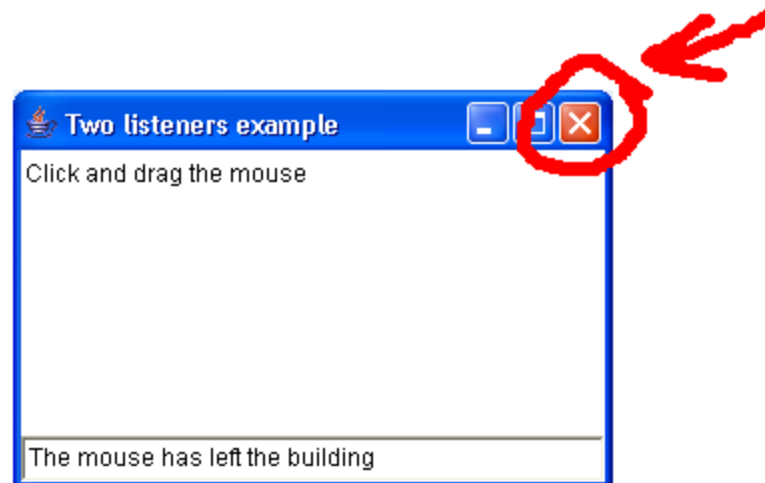 Two listeners example
Click and drag the mouse
The mouse has left the building